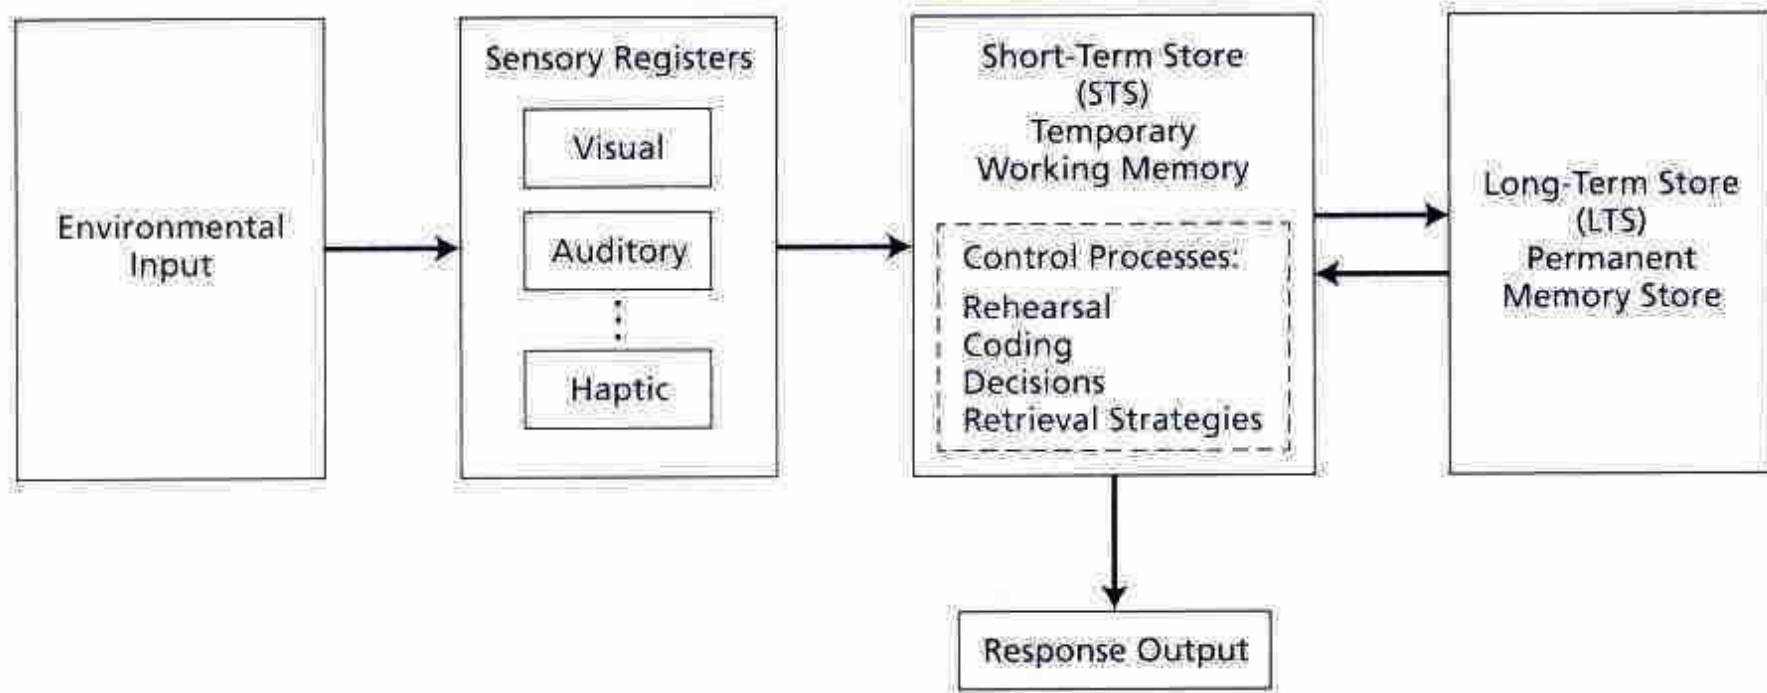 Environmental
Input
Sensory Registers
Visual
Auditory
Haptic
Short-Term Store
(STS)
Temporary
Working Memory
Control Processes:
Rehearsal
Coding
Decisions
Retrieval Strategies
Long-Term Store
(LTS)
Permanent
Memory Store
Response Output